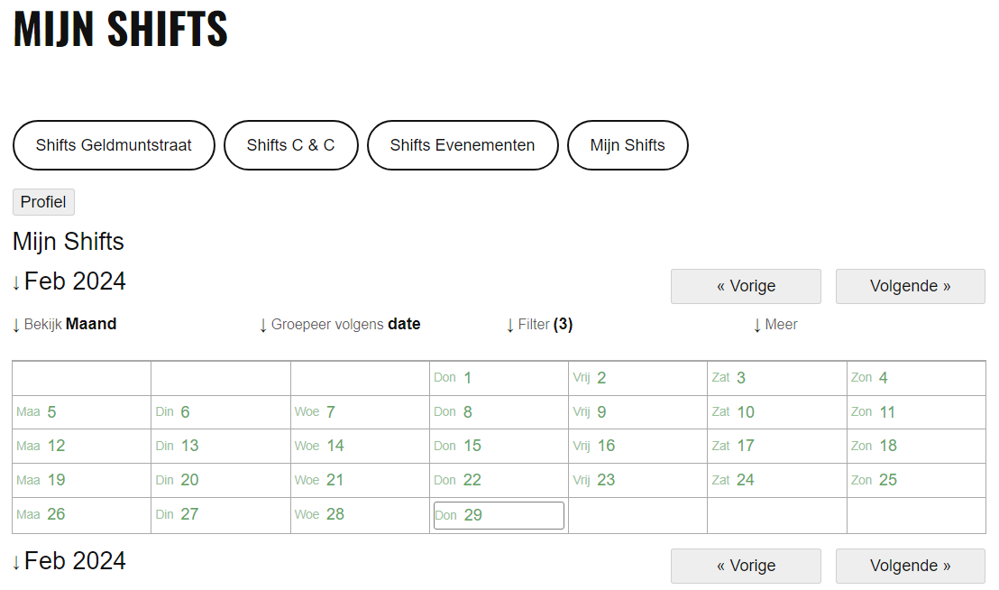 MIJN SHIFTS
Shifts Geldmuntstraat Shifts C & C Shifts Evenementen Mijn Shifts
Profiel
Mijn Shifts
↓Feb 2024 « Vorige Volgende »
↓ Bekijk Maand ↓ Groepeer volgens date ↓ Filter (3) ↓ Meer
Don 1 Vrij 2 Zat 3 Zon 4
Maa 5 Din 6 Woe 7 Don 8 Vrij 9 Zat 10 Zon 11
Maa 12 Din 13 Woe 14 Don 15 Vrij 16 Zat 17 Zon 18
Maa 19 Din 20 Woe 21 Don 22 Vrij 23 Zat 24 Zon 25
Maa 26 Din 27 Woe 28 Don 29
↓Feb 2024 « Vorige Volgende »